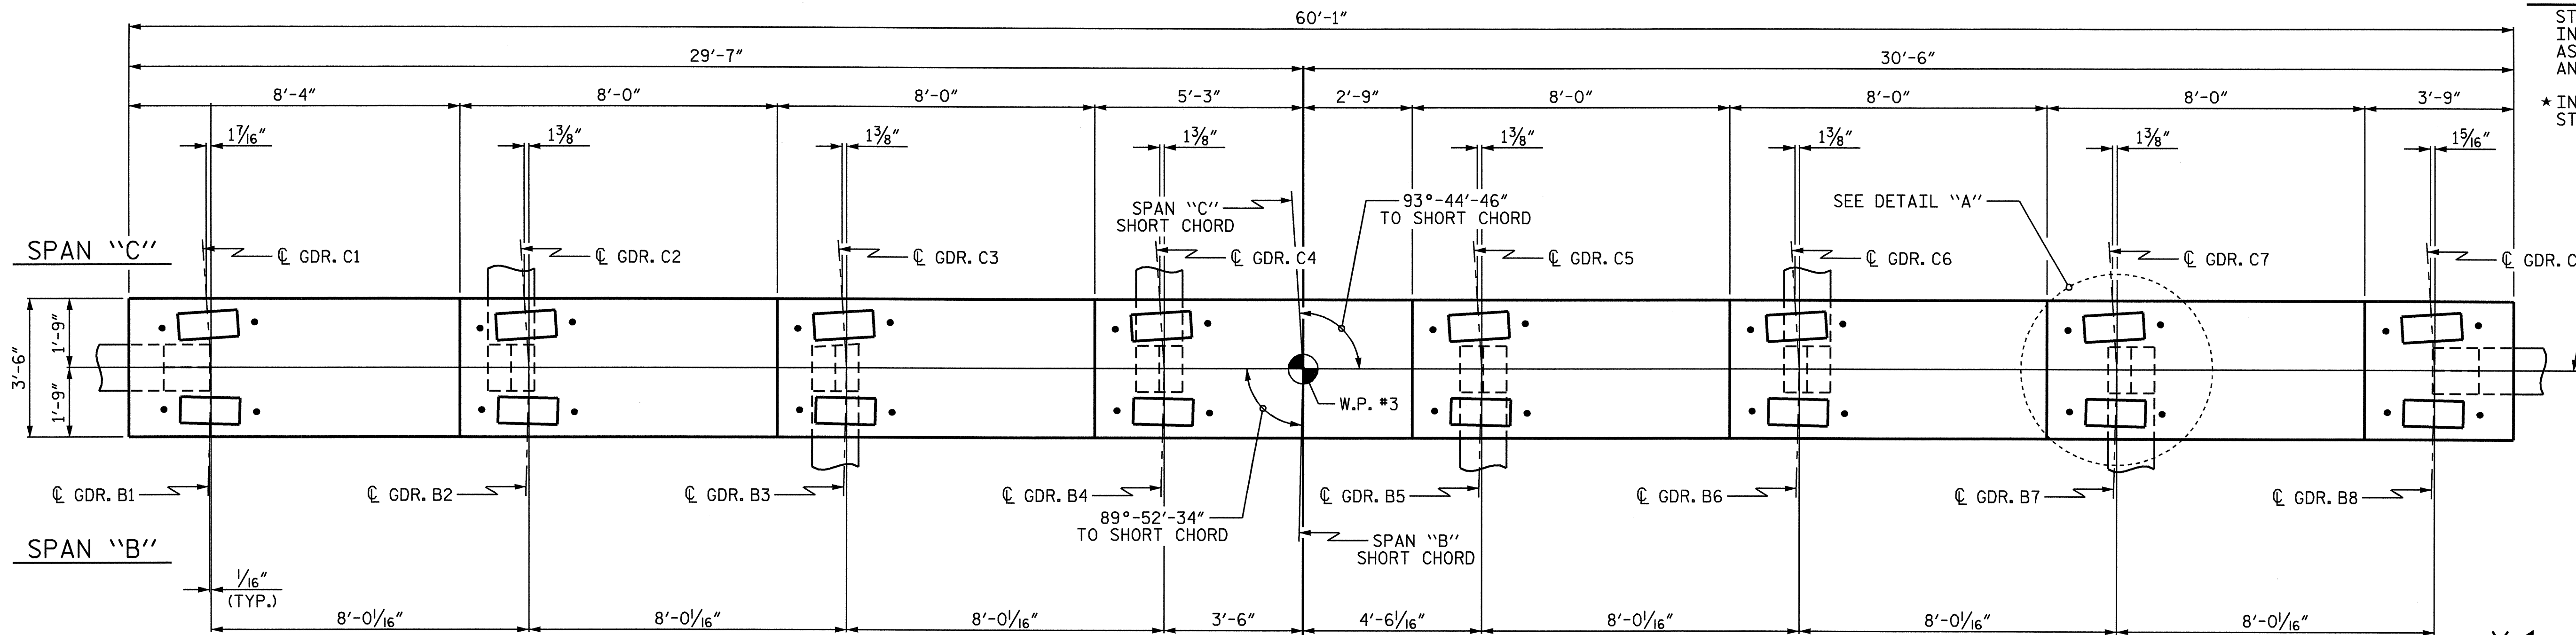 60'-1"
29'-7"
30'-6"
8'-4"
8'-0"
8'-0"
5'-3"
2'-9"
8'-0"
8'-0"
8'-0"
3'-9"
1 7/16"
1 3/8"
1 3/8"
1 3/8"
1 3/8"
1 3/8"
1 3/8"
1 5/16"
ST
IN
AS
AN
★ IN
ST
SPAN "C"
SHORT CHORD
93°-44'-46"
TO SHORT CHORD
SEE DETAIL "A"
SPAN "C"
℄ GDR. C1
℄ GDR. C2
℄ GDR. C3
℄ GDR. C4
℄ GDR. C5
℄ GDR. C6
℄ GDR. C7
℄ GDR. C
3'-6"
1'-9"
1'-9"
W.P. #3
℄ GDR. B1
℄ GDR. B2
℄ GDR. B3
℄ GDR. B4
℄ GDR. B5
℄ GDR. B6
℄ GDR. B7
℄ GDR. B8
89°-52'-34"
TO SHORT CHORD
SPAN "B"
SHORT CHORD
SPAN "B"
1/16"
(TYP.)
8'-0 1/16"
8'-0 1/16"
8'-0 1/16"
3'-6"
4'-6 1/16"
8'-0 1/16"
8'-0 1/16"
8'-0 1/16"